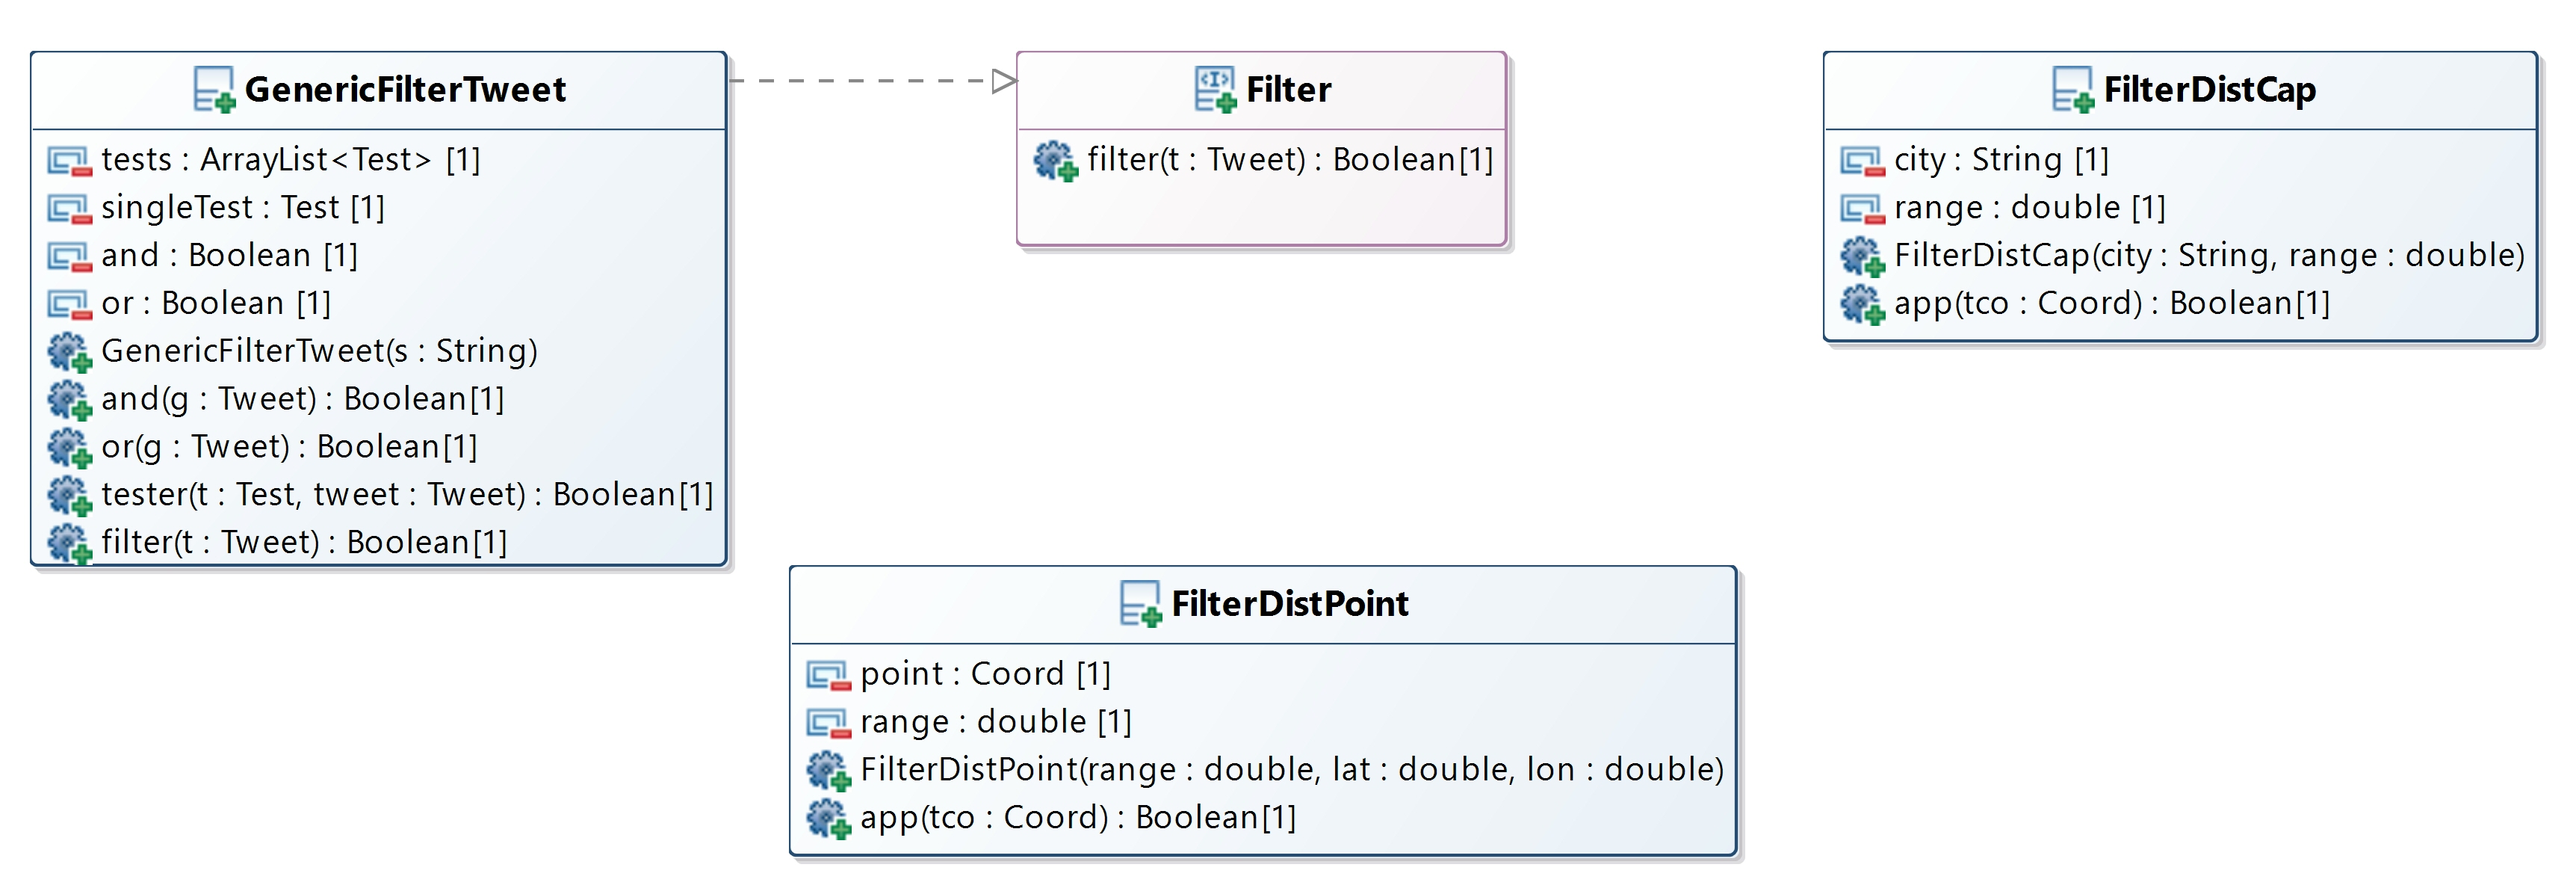 GenericFilterTweet
tests : ArrayList<Test> [1]
singleTest : Test [1]
and : Boolean [1]
or : Boolean [1]
GenericFilterTweet(s : String)
and(g : Tweet) : Boolean[1]
or(g : Tweet) : Boolean[1]
tester(t : Test, tweet : Tweet) : Boolean[1]
filter(t : Tweet) : Boolean[1]
<I>
Filter
filter(t : Tweet) : Boolean[1]
FilterDistCap
city : String [1]
range : double [1]
FilterDistCap(city : String, range : double)
app(tco : Coord) : Boolean[1]
FilterDistPoint
point : Coord [1]
range : double [1]
FilterDistPoint(range : double, lat : double, lon : double)
app(tco : Coord) : Boolean[1]